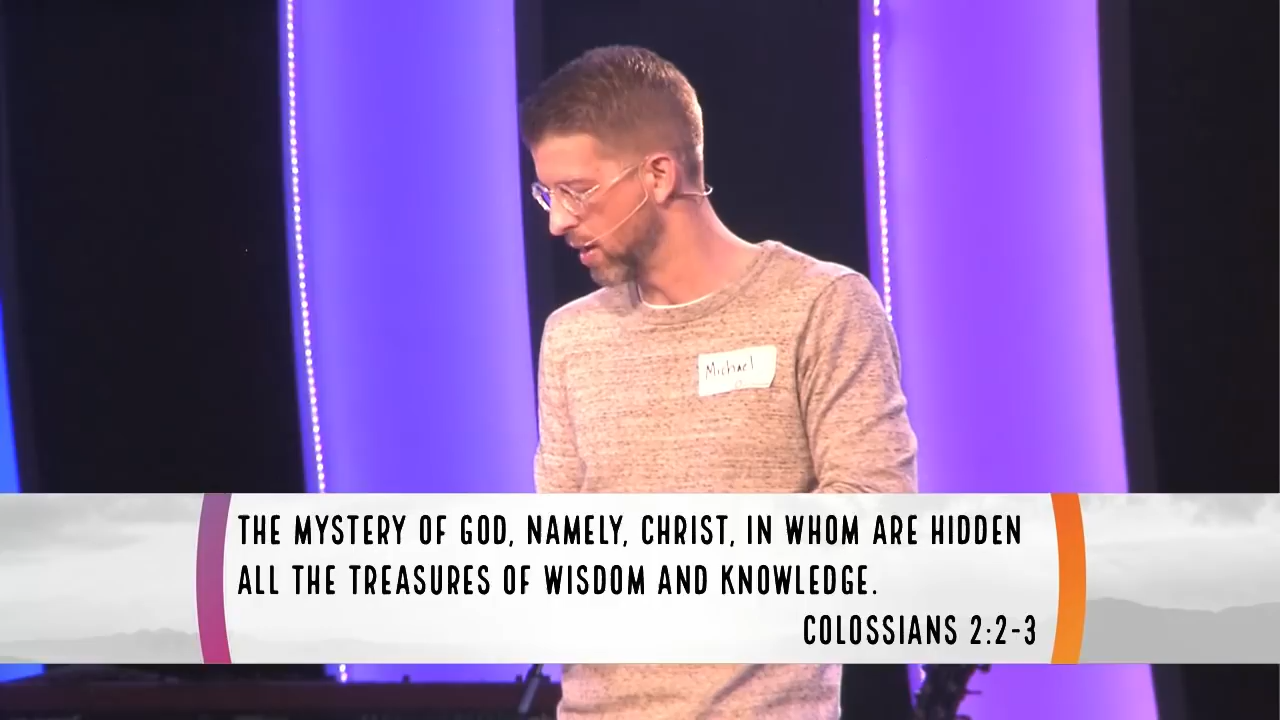 Michael
THE MYSTERY OF GOD, NAMELY, CHRIST, IN WHOM ARE HIDDEN
ALL THE TREASURES OF WISDOM AND KNOWLEDGE.
COLOSSIANS 2:2-3